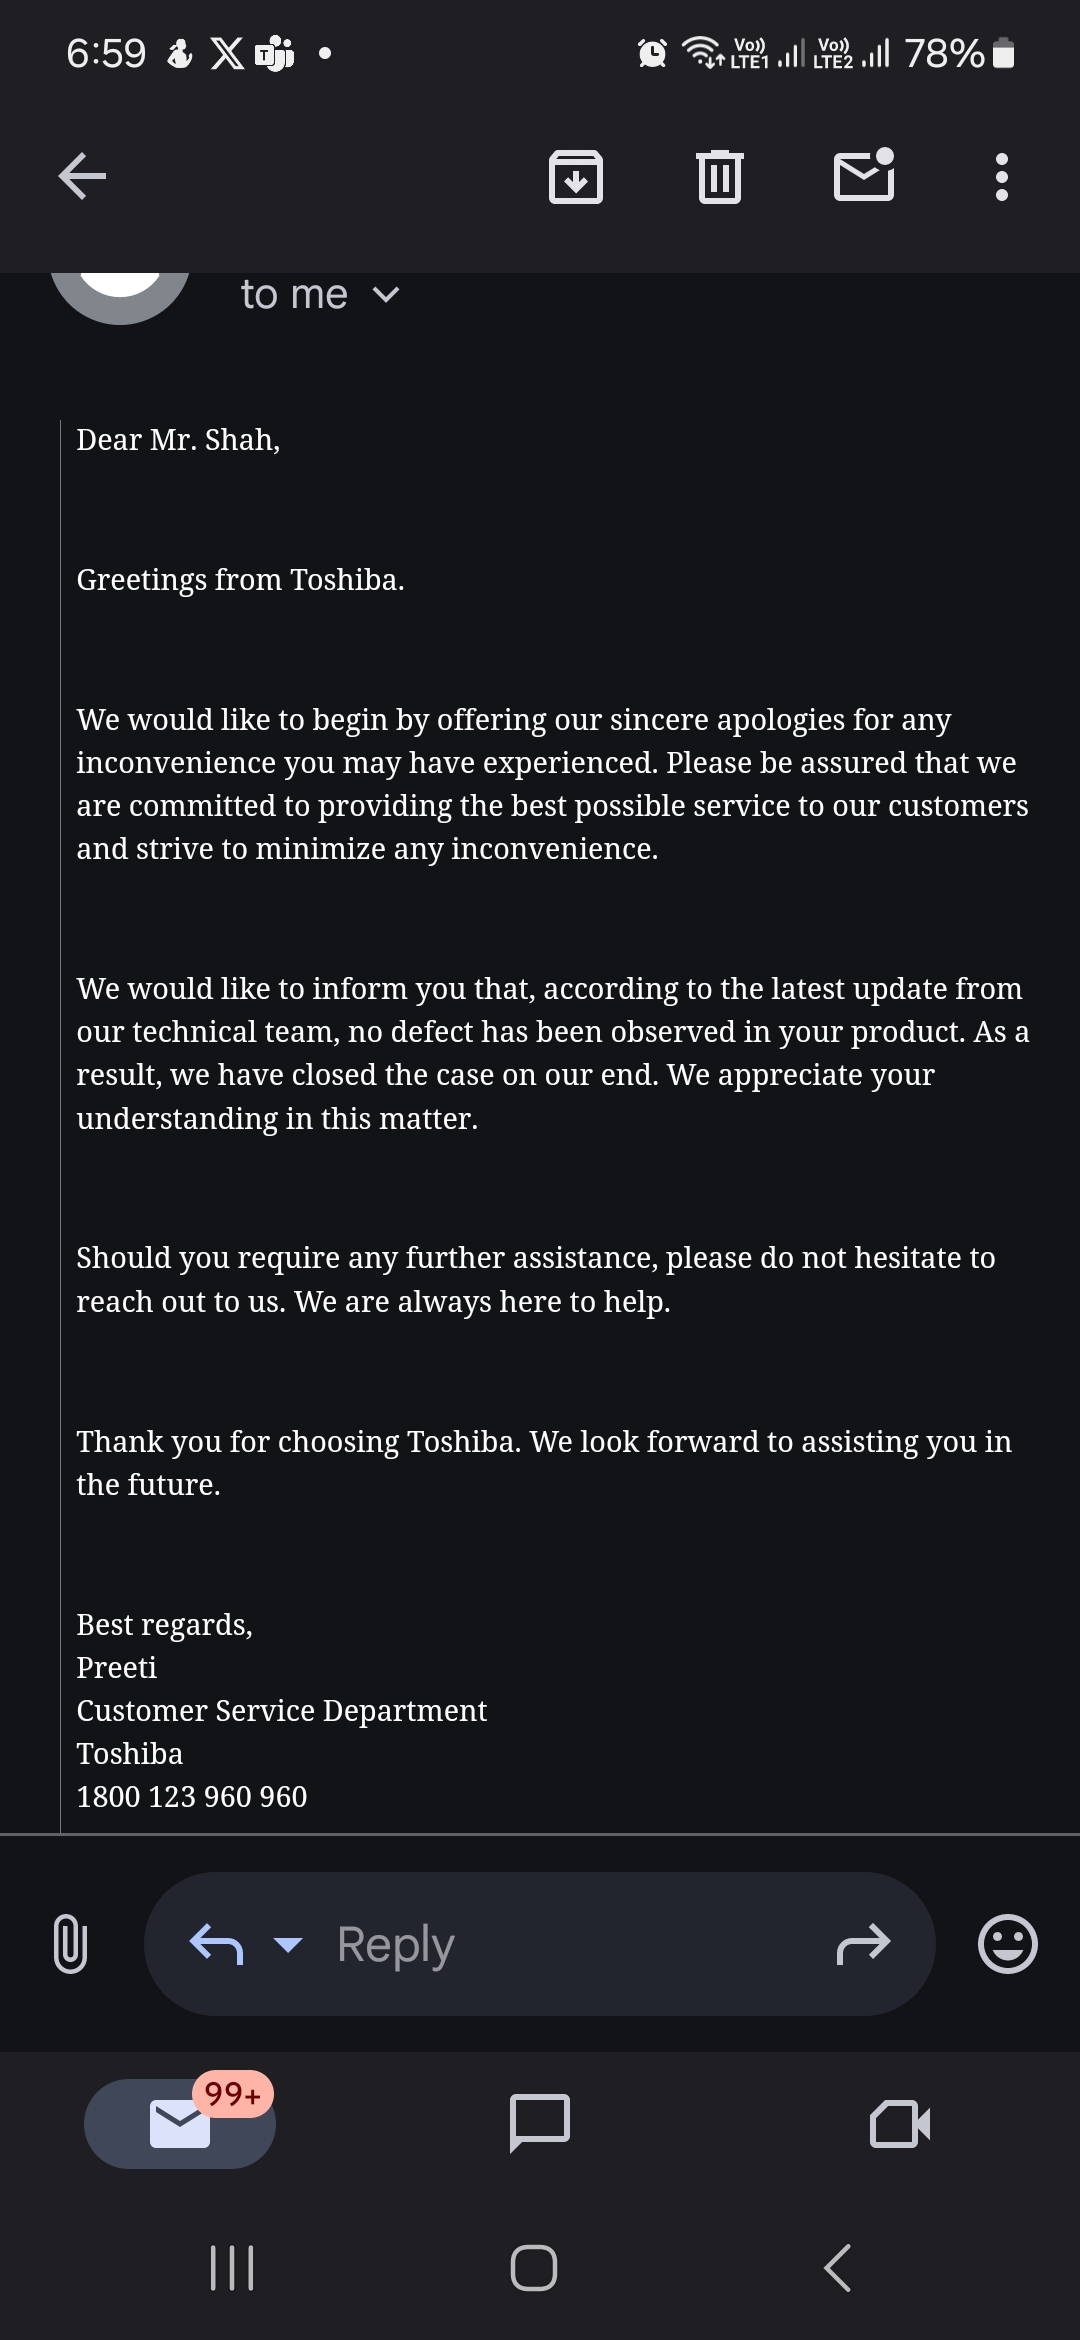 6:59
Vo)) LTE1 Vo)) LTE2 78%
to me
Dear Mr. Shah,
Greetings from Toshiba.
We would like to begin by offering our sincere apologies for any
inconvenience you may have experienced. Please be assured that we
are committed to providing the best possible service to our customers
and strive to minimize any inconvenience.
We would like to inform you that, according to the latest update from
our technical team, no defect has been observed in your product. As a
result, we have closed the case on our end. We appreciate your
understanding in this matter.
Should you require any further assistance, please do not hesitate to
reach out to us. We are always here to help.
Thank you for choosing Toshiba. We look forward to assisting you in
the future.
Best regards,
Preeti
Customer Service Department
Toshiba
1800 123 960 960
Reply
99+